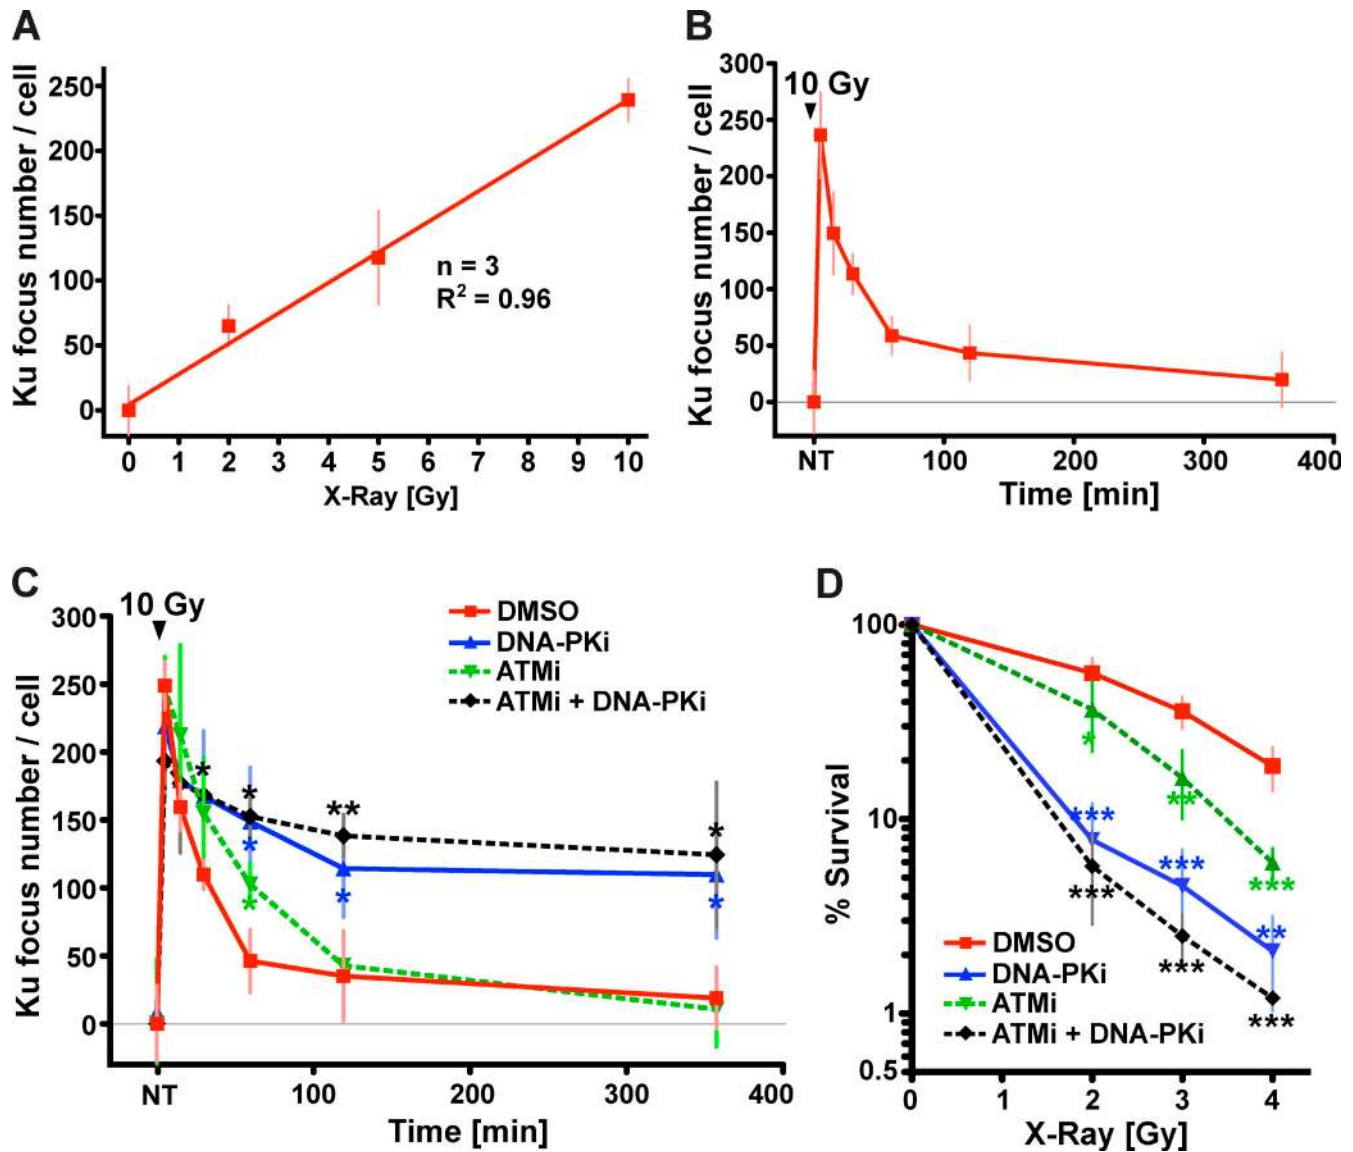 A
Ku focus number / cell
250
200
150
100
50
0
n = 3
R² = 0.96
0 1 2 3 4 5 6 7 8 9 10
X-Ray [Gy]
B
Ku focus number / cell
300
250
200
150
100
50
0
10 Gy
NT 100 200 300 400
Time [min]
C
Ku focus number / cell
300
250
200
150
100
50
0
10 Gy
DMSO
DNA-PKi
ATMi
ATMi + DNA-PKi
*
*
**
*
*
*
*
*
NT 100 200 300 400
Time [min]
D
% Survival
100
10
1
0.5
*
**
***
***
***
**
***
***
***
DMSO
DNA-PKi
ATMi
ATMi + DNA-PKi
0 1 2 3 4
X-Ray [Gy]